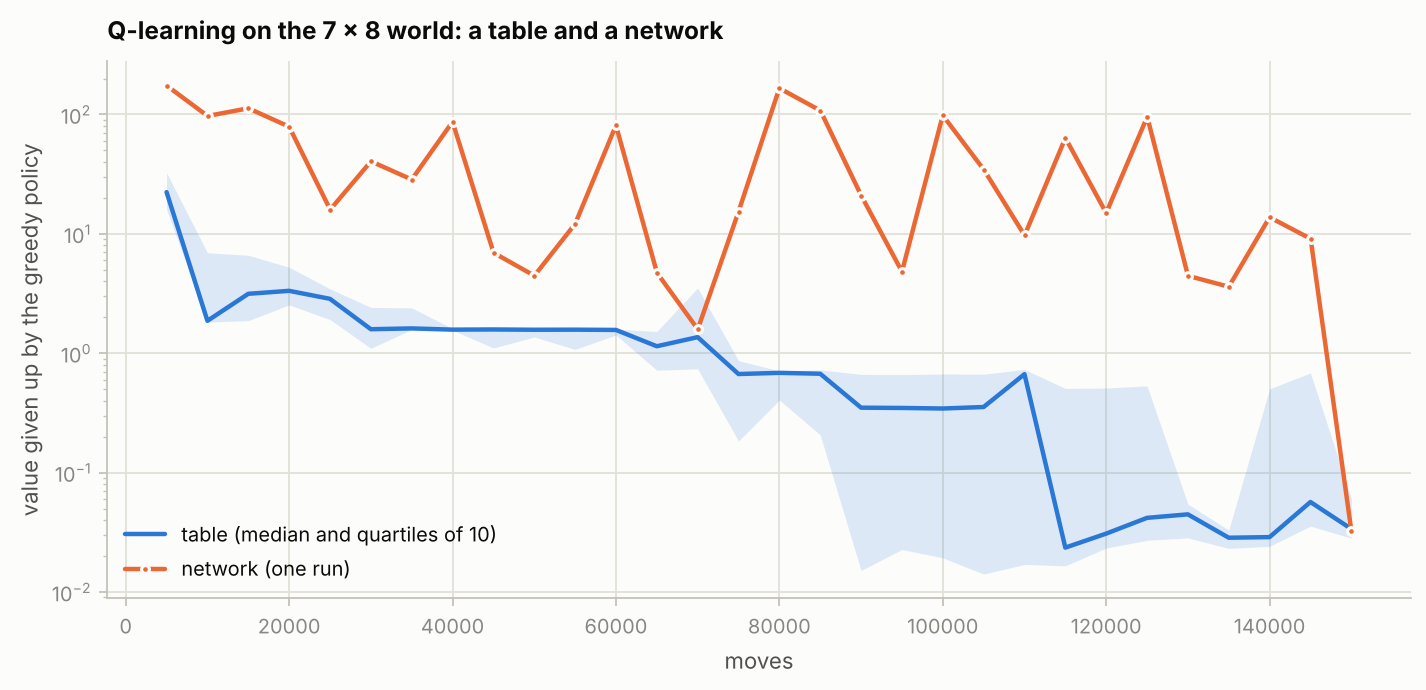 Q-learning on the 7 × 8 world: a table and a network
value given up by the greedy policy
10²
10¹
10⁰
10⁻¹
10⁻²
table (median and quartiles of 10)
network (one run)
0 20000 40000 60000 80000 100000 120000 140000
moves